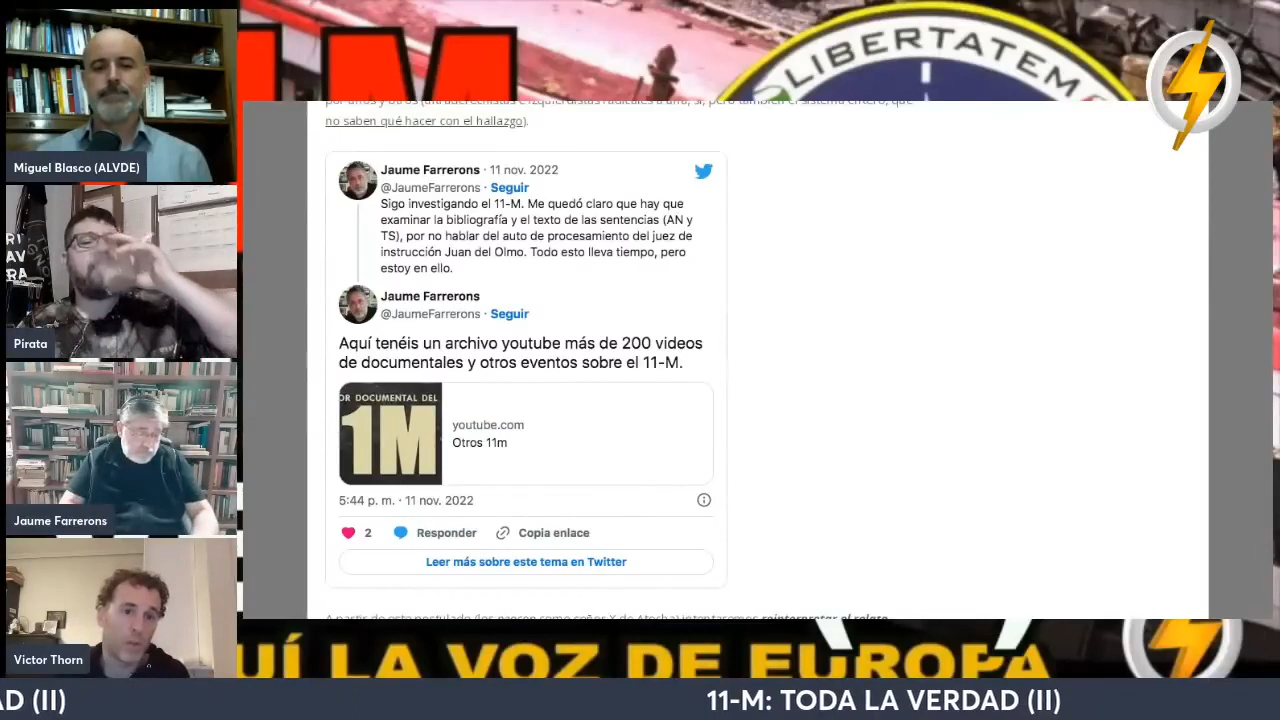 1M
LIBERTATEM
no saben qué hacer con el hallazgo).
Miguel Blasco (ALVDE)
Pirata
Jaume Farrerons
Victor Thorn
Jaume Farrerons · 11 nov. 2022
@JaumeFarrerons · Seguir
Sigo investigando el 11-M. Me quedó claro que hay que
examinar la bibliografía y el texto de las sentencias (AN y
TS), por no hablar del auto de procesamiento del juez de
instrucción Juan del Olmo. Todo esto lleva tiempo, pero
estoy en ello.
Jaume Farrerons
@JaumeFarrerons · Seguir
Aquí tenéis un archivo youtube más de 200 videos
de documentales y otros eventos sobre el 11-M.
OR DOCUMENTAL DEL
1M
youtube.com
Otros 11m
5:44 p. m. · 11 nov. 2022
2 Responder Copia enlace
Leer más sobre este tema en Twitter
UÍ LA VOZ DE EUROPA
AD (II)
11-M: TODA LA VERDAD (II)